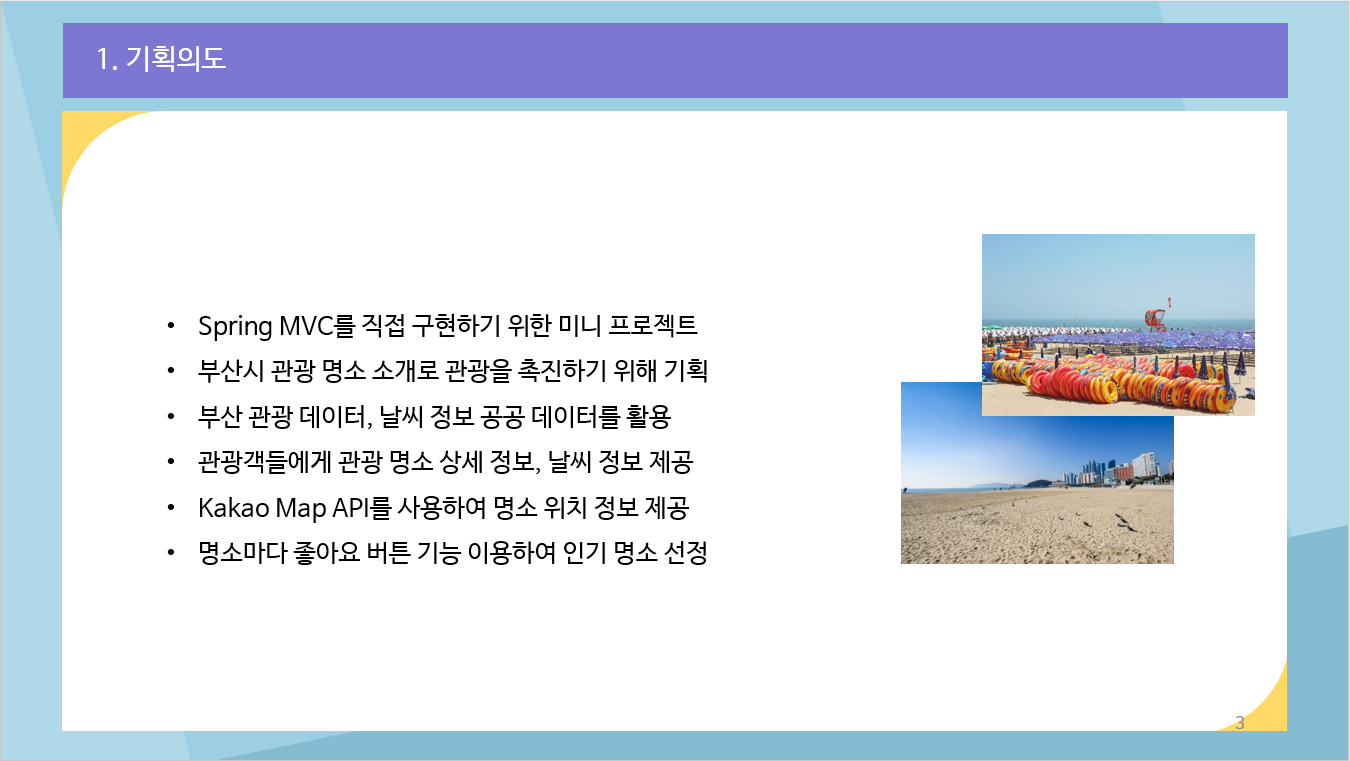 1. 기획의도
• Spring MVC를 직접 구현하기 위한 미니 프로젝트
• 부산시 관광 명소 소개로 관광을 촉진하기 위해 기획
• 부산 관광 데이터, 날씨 정보 공공 데이터를 활용
• 관광객들에게 관광 명소 상세 정보, 날씨 정보 제공
• Kakao Map API를 사용하여 명소 위치 정보 제공
• 명소마다 좋아요 버튼 기능 이용하여 인기 명소 선정
3